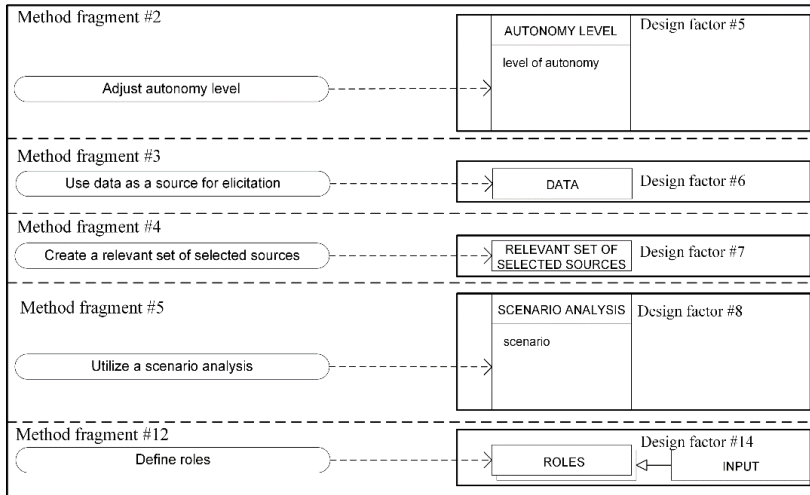 Method fragment #2
AUTONOMY LEVEL
Design factor #5
level of autonomy
Adjust autonomy level
Method fragment #3
Use data as a source for elicitation
DATA
Design factor #6
Method fragment #4
Create a relevant set of selected sources
RELEVANT SET OF
SELECTED SOURCES
Design factor #7
Method fragment #5
SCENARIO ANALYSIS
Design factor #8
scenario
Utilize a scenario analysis
Method fragment #12
Design factor #14
Define roles
ROLES
INPUT